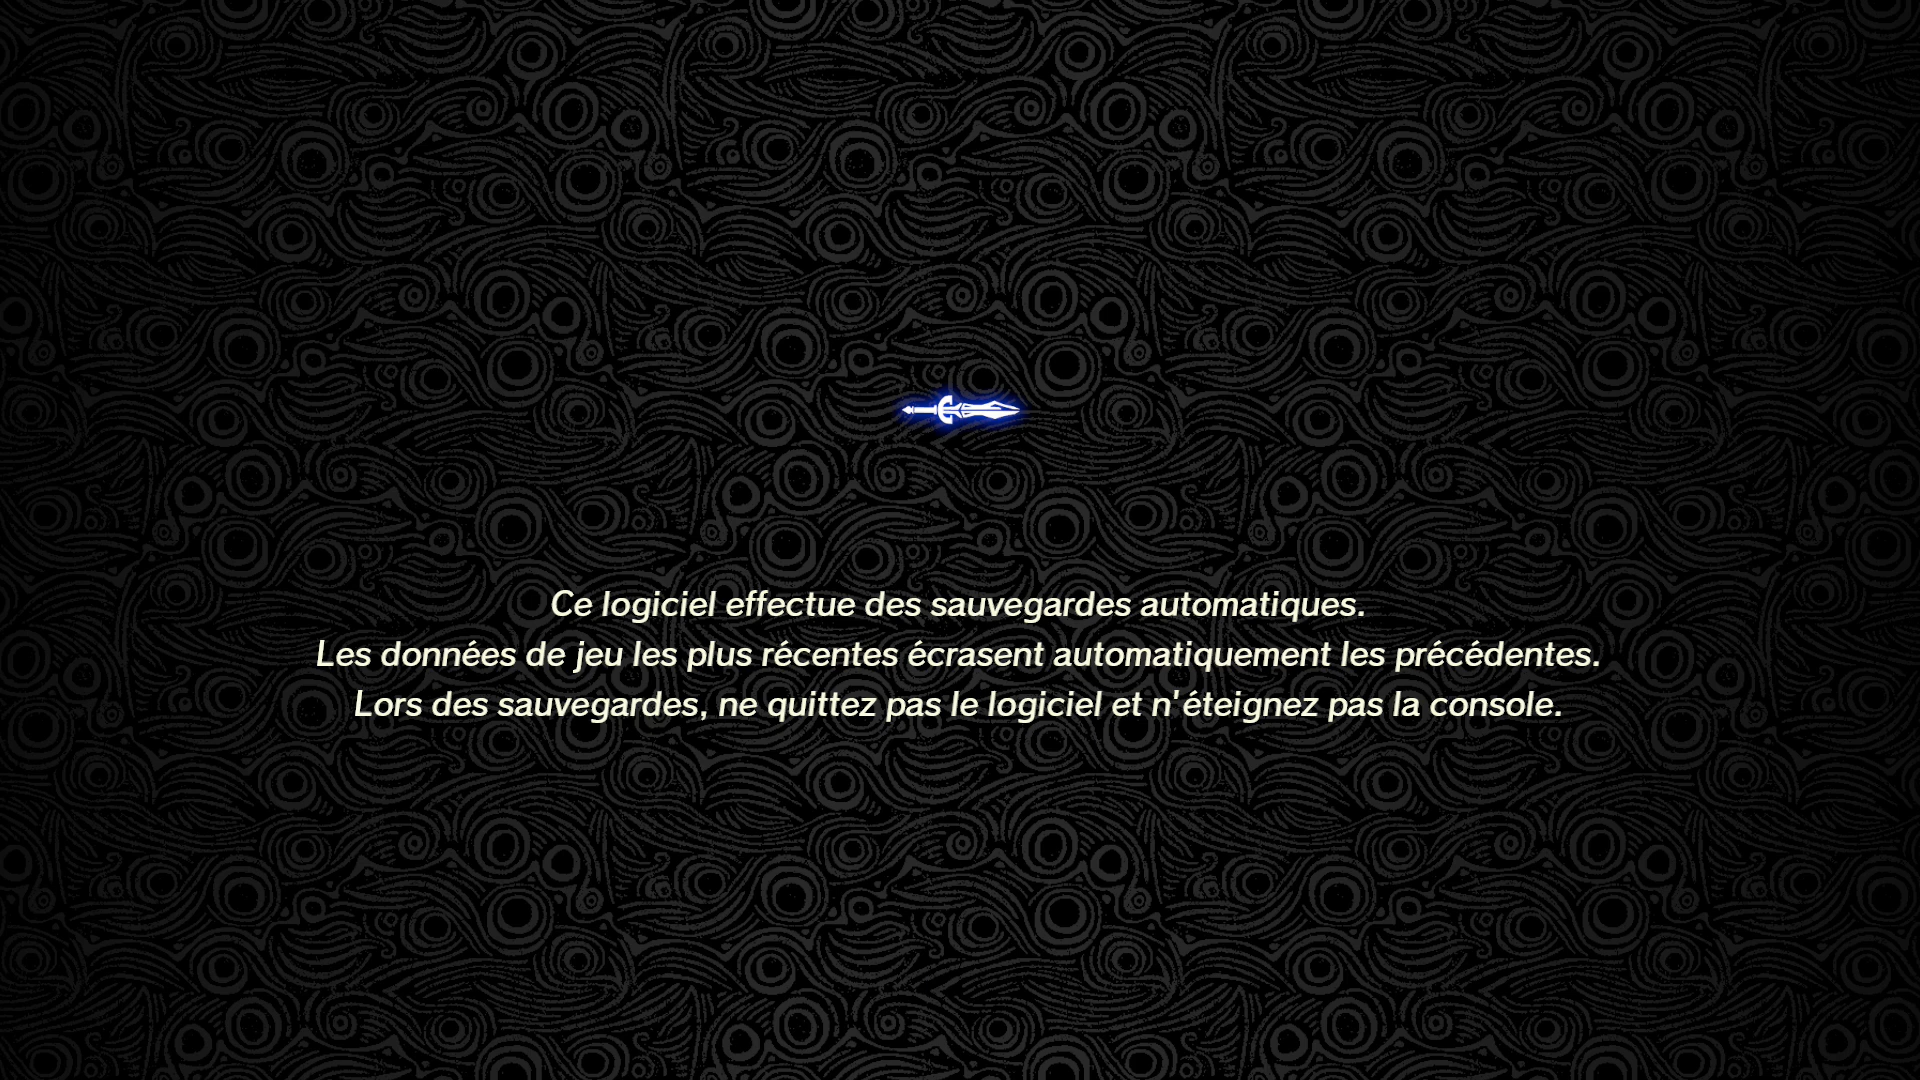 Ce logiciel effectue des sauvegardes automatiques.
Les données de jeu les plus récentes écrasent automatiquement les précédentes.
Lors des sauvegardes, ne quittez pas le logiciel et n'éteignez pas la console.